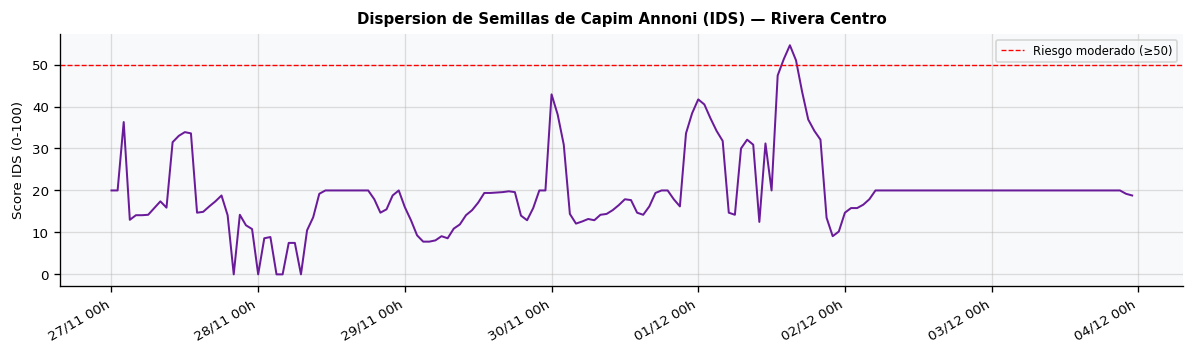 Dispersion de Semillas de Capim Annoni (IDS) — Rivera Centro
Riesgo moderado (≥50)
Score IDS (0-100)
50
40
30
20
10
0
27/11 00h
28/11 00h
29/11 00h
30/11 00h
01/12 00h
02/12 00h
03/12 00h
04/12 00h